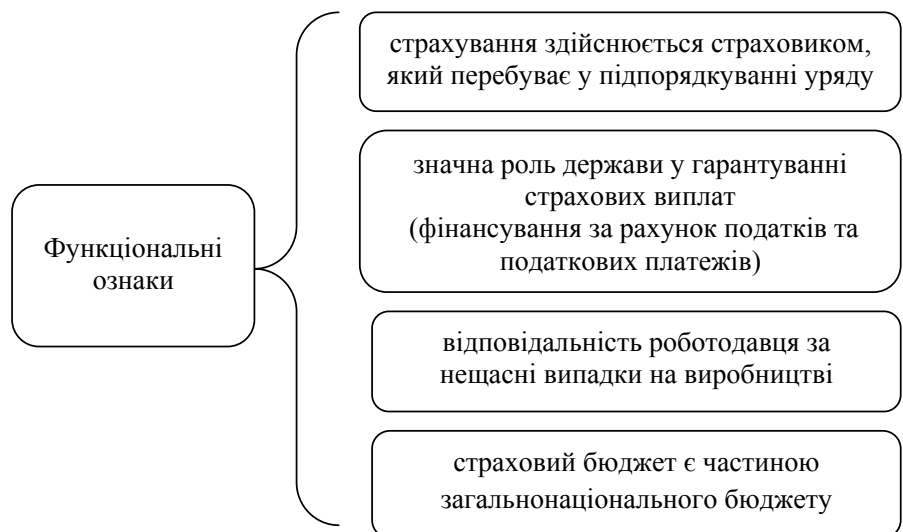 Функціональні
ознаки
страхування здійснюється страховиком,
який перебуває у підпорядкуванні уряду
значна роль держави у гарантуванні
страхових виплат
(фінансування за рахунок податків та
податкових платежів)
відповідальність роботодавця за
нещасні випадки на виробництві
страховий бюджет є частиною
загальнонаціонального бюджету